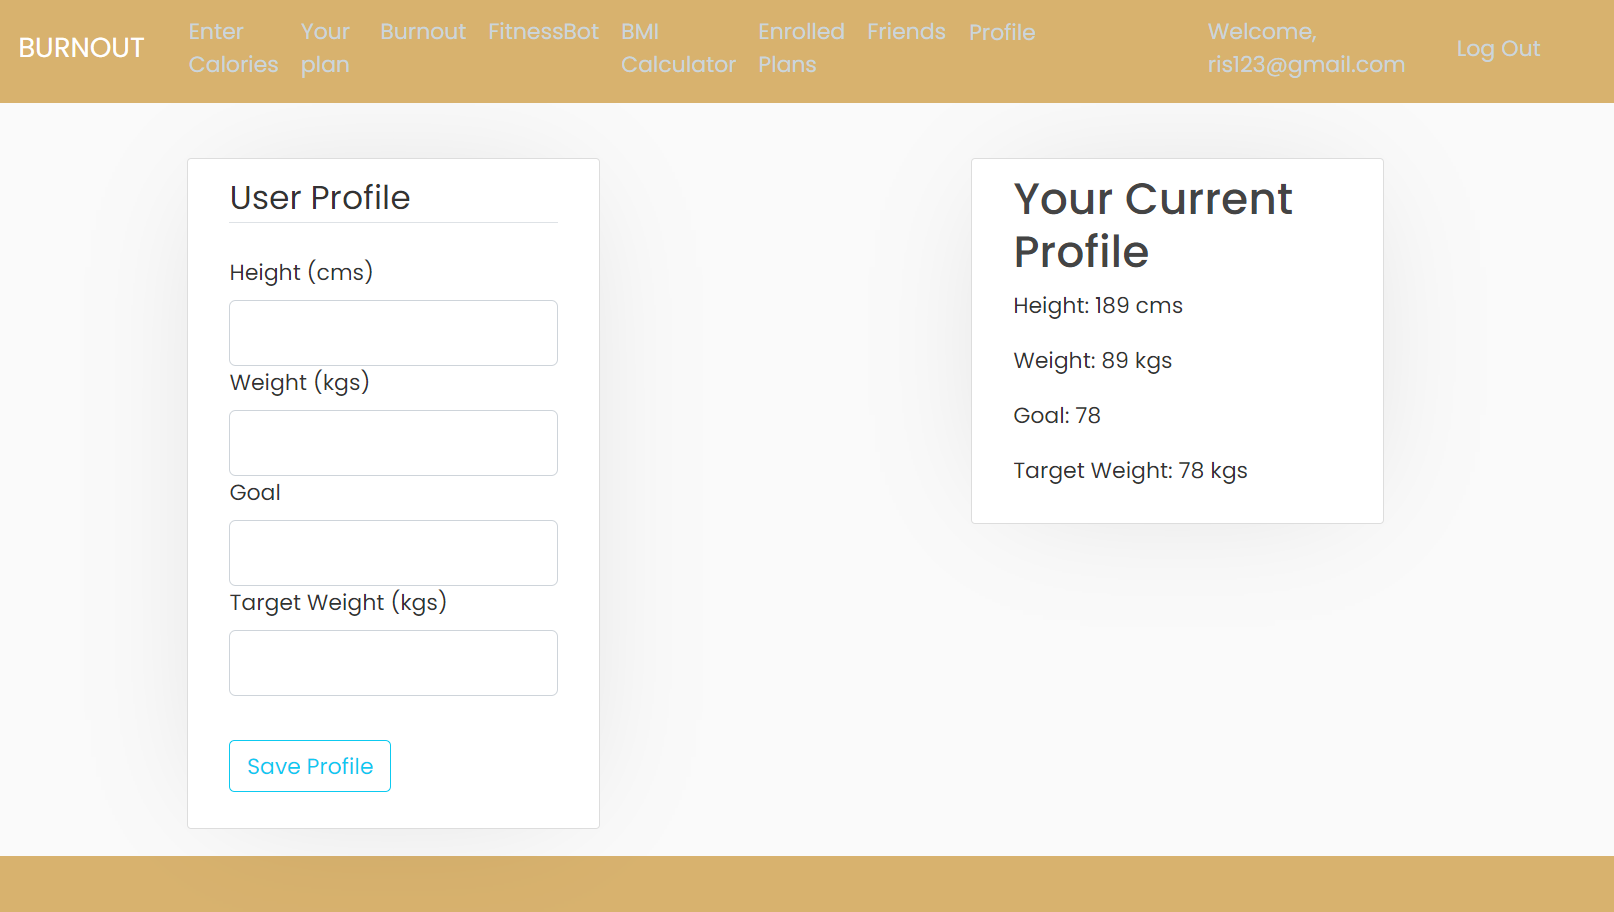 BURNOUT
Enter
Calories
Your
plan
Burnout
FitnessBot
BMI
Calculator
Enrolled
Plans
Friends
Profile
Welcome,
ris123@gmail.com
Log Out
User Profile
Height (cms)
Weight (kgs)
Goal
Target Weight (kgs)
Save Profile
Your Current
Profile
Height: 189 cms
Weight: 89 kgs
Goal: 78
Target Weight: 78 kgs